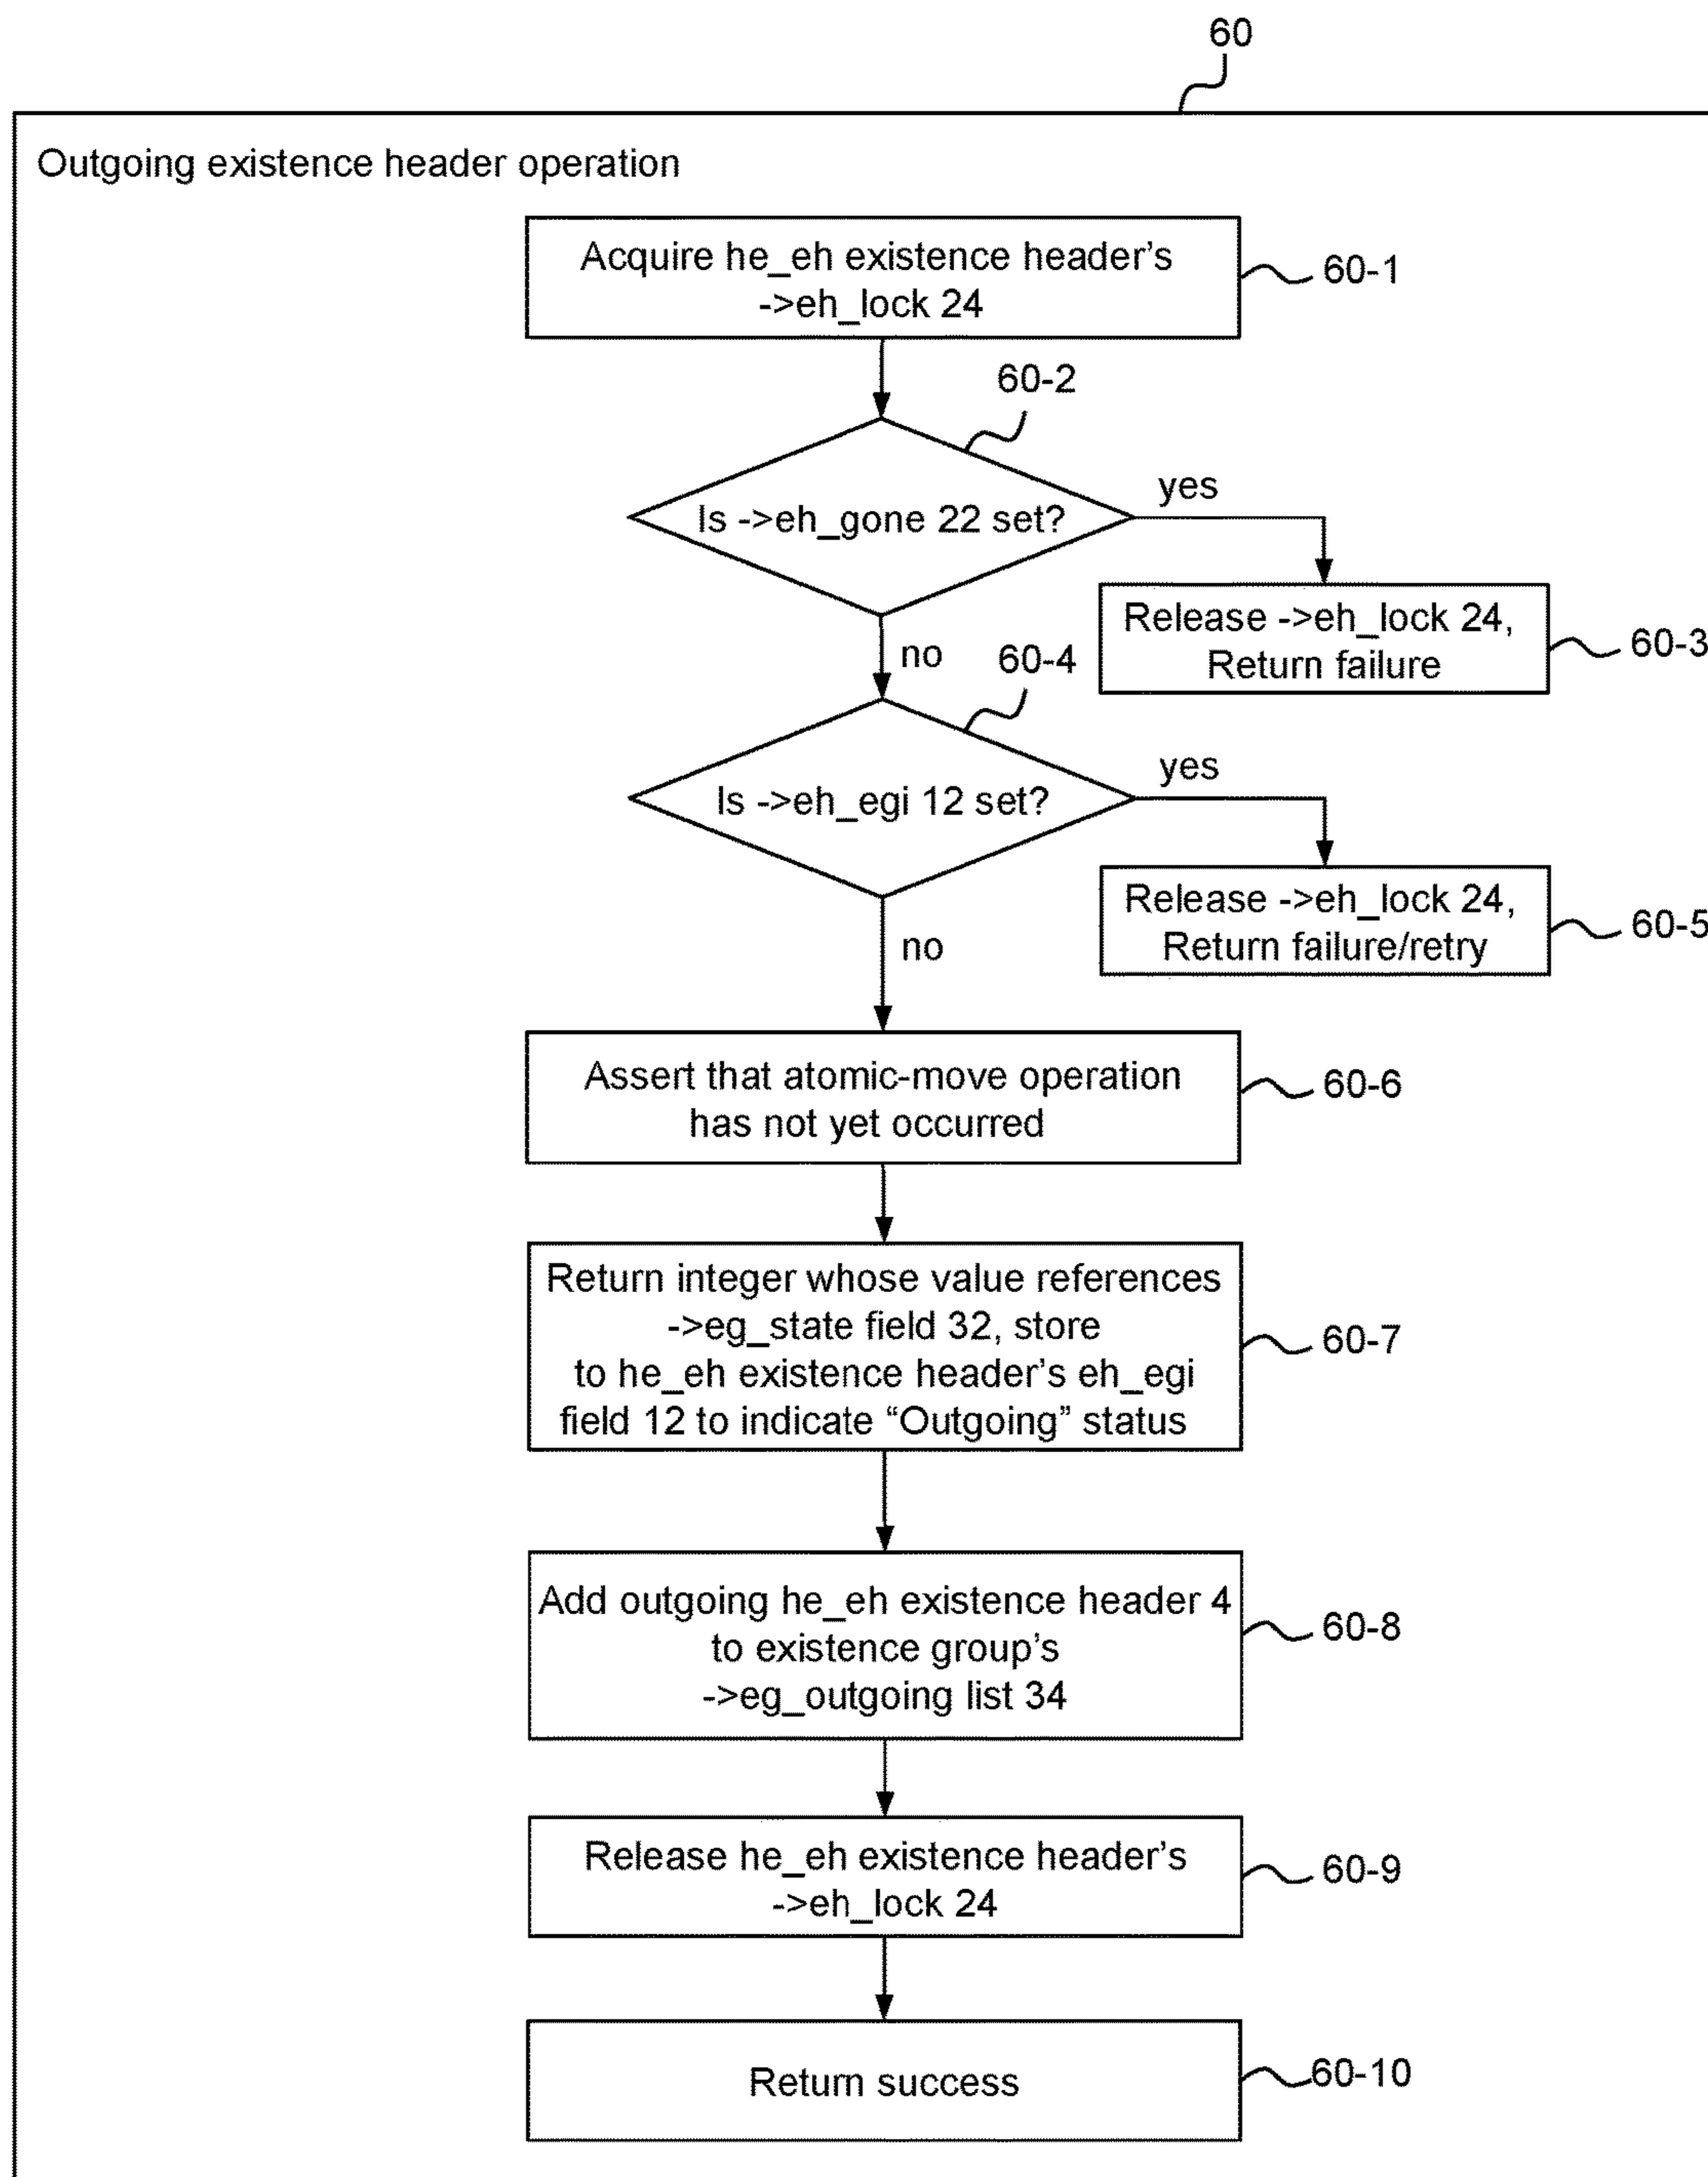 60
Outgoing existence header operation
Acquire he_eh existence header's
->eh_lock 24
60-1
60-2
Is ->eh_gone 22 set?
yes
Release ->eh_lock 24,
Return failure
60-3
no
60-4
Is ->eh_egi 12 set?
yes
Release ->eh_lock 24,
Return failure/retry
60-5
no
Assert that atomic-move operation
has not yet occurred
60-6
Return integer whose value references
->eg_state field 32, store
to he_eh existence header's eh_egi
field 12 to indicate “Outgoing” status
60-7
Add outgoing he_eh existence header 4
to existence group's
->eg_outgoing list 34
60-8
Release he_eh existence header's
->eh_lock 24
60-9
Return success
60-10